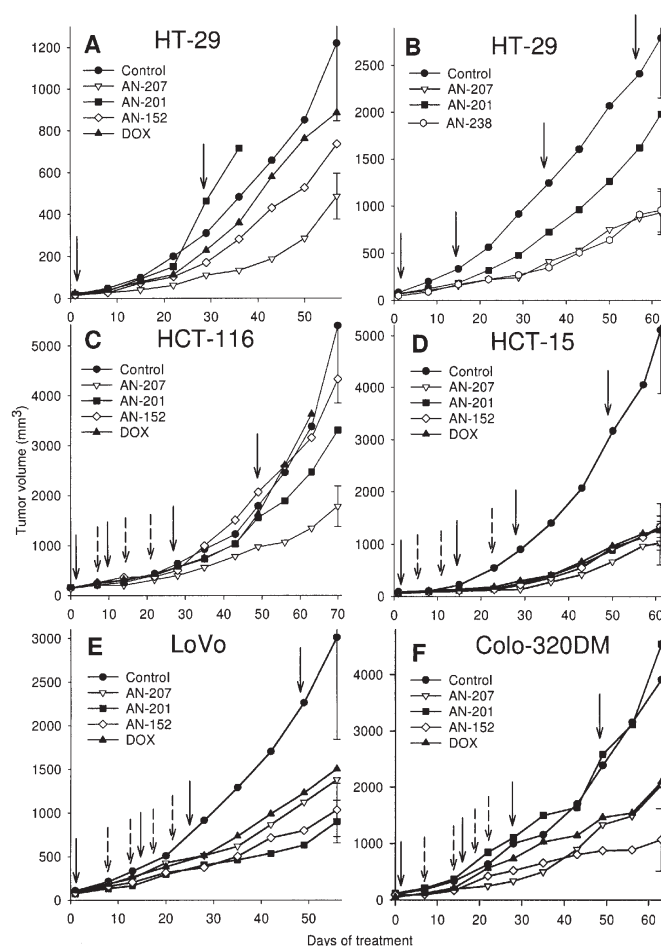 A HT-29
1200
1000
800
600
400
200
0
Control
AN-207
AN-201
AN-152
DOX
0 10 20 30 40 50
B HT-29
2500
2000
1500
1000
500
0
Control
AN-207
AN-201
AN-238
0 10 20 30 40 50 60
C HCT-116
5000
4000
3000
2000
1000
0
Control
AN-207
AN-201
AN-152
DOX
0 10 20 30 40 50 60 70
D HCT-15
5000
4000
3000
2000
1000
0
Control
AN-207
AN-201
AN-152
DOX
0 10 20 30 40 50 60
Tumor volume (mm³)
E LoVo
3000
2500
2000
1500
1000
500
0
Control
AN-207
AN-201
AN-152
DOX
0 10 20 30 40 50
F Colo-320DM
4000
3000
2000
1000
0
Control
AN-207
AN-201
AN-152
DOX
0 10 20 30 40 50 60
Days of treatment